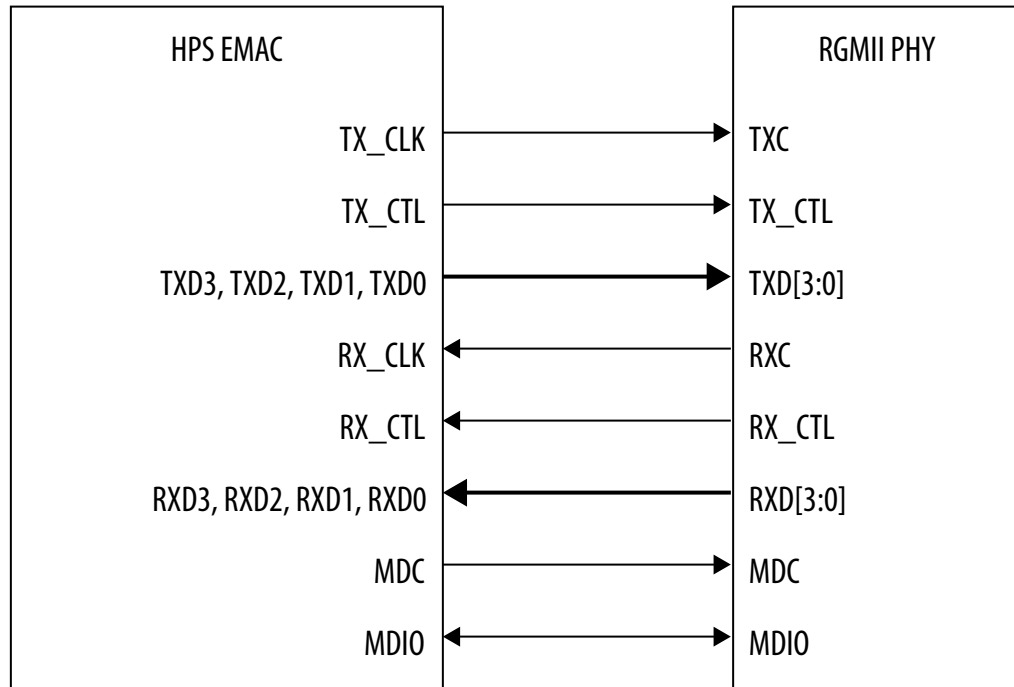 HPS EMAC RGMII PHY
TX_CLK TXC
TX_CTL TX_CTL
TXD3, TXD2, TXD1, TXD0 TXD[3:0]
RX_CLK RXC
RX_CTL RX_CTL
RXD3, RXD2, RXD1, RXD0 RXD[3:0]
MDC MDC
MDIO MDIO